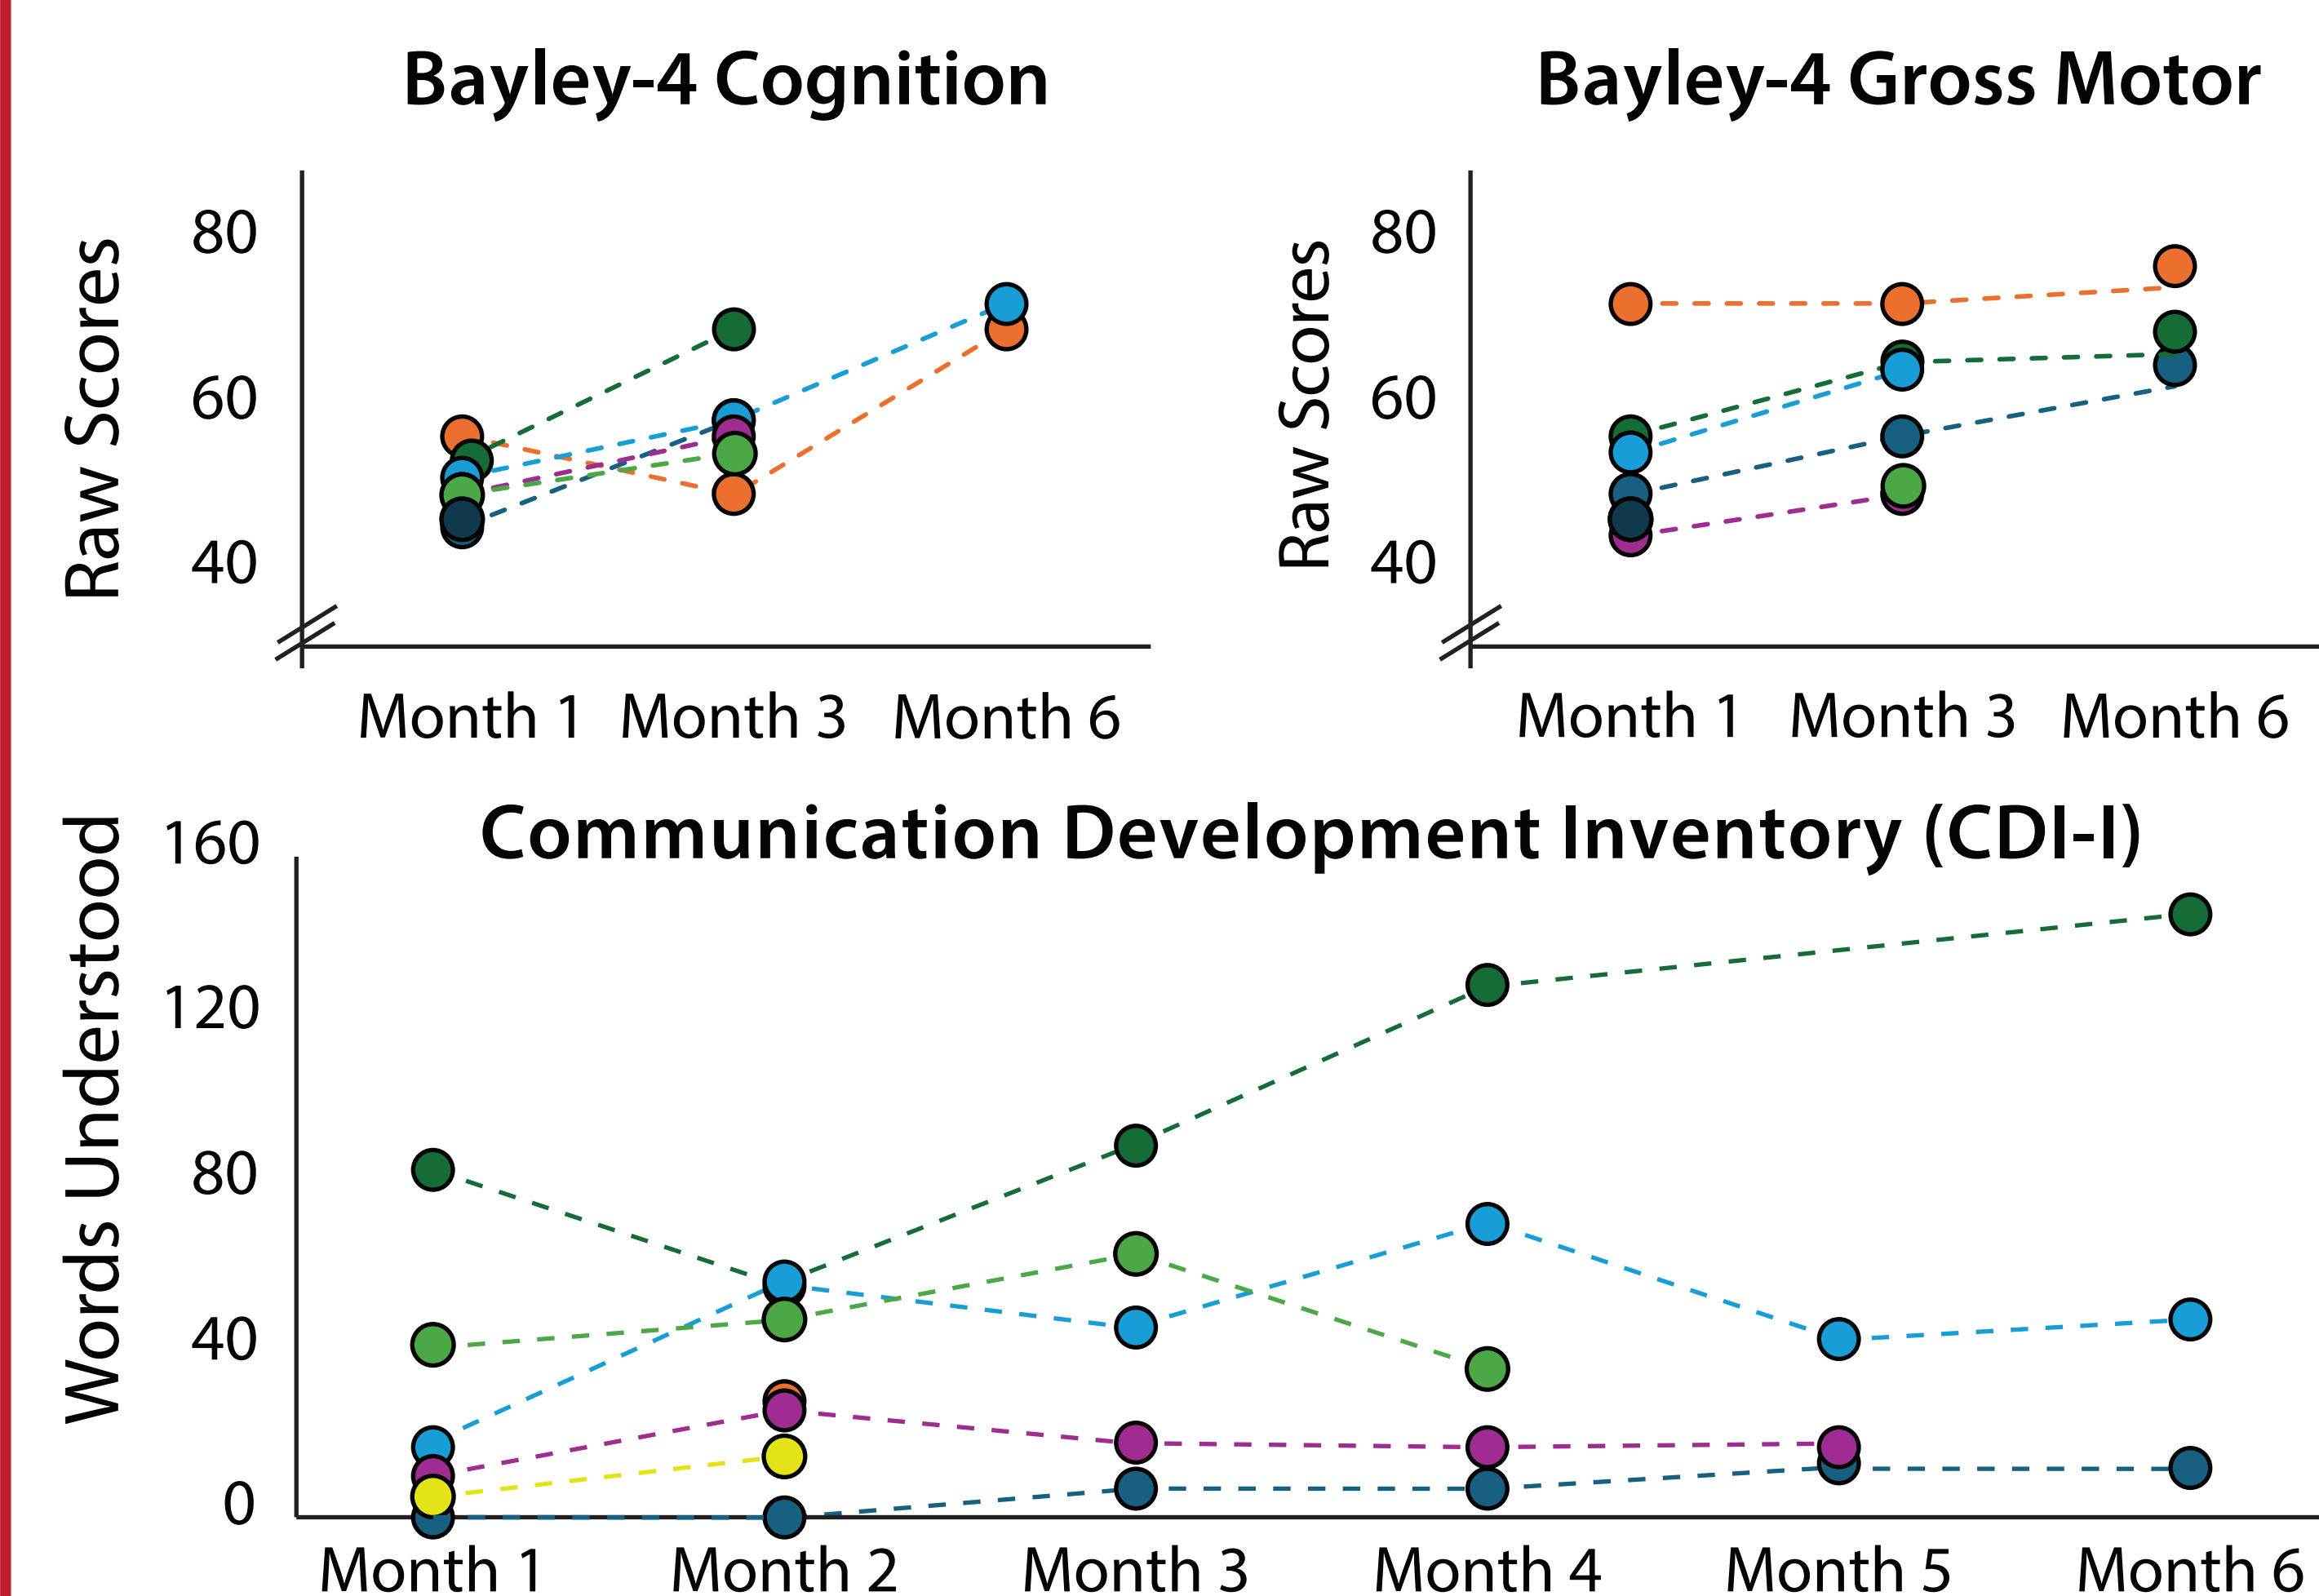 Bayley-4 Cognition
Raw Scores
80
60
40
Month 1 Month 3 Month 6
Bayley-4 Gross Motor
Raw Scores
80
60
40
Month 1 Month 3 Month 6
Communication Development Inventory (CDI-I)
Words Understood
160
120
80
40
0
Month 1 Month 2 Month 3 Month 4 Month 5 Month 6